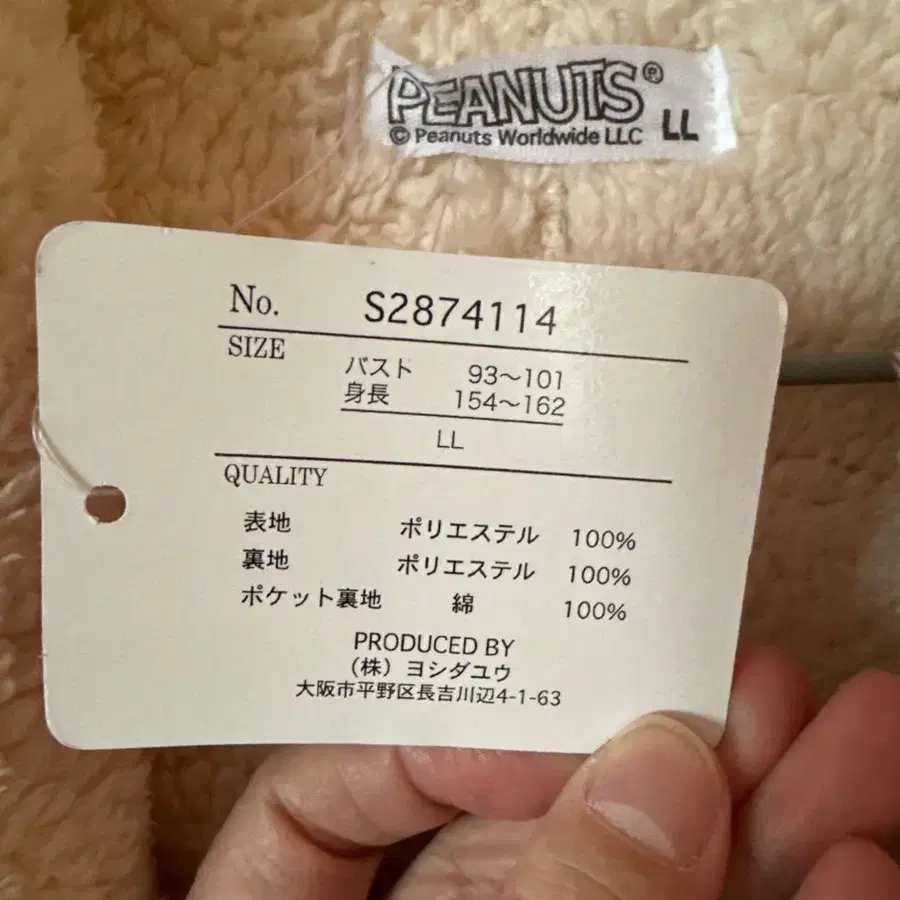 PEANUTS®
© Peanuts Worldwide LLC LL
No. S2874114
SIZE
バスト 93〜101
身長 154〜162
LL
QUALITY
表地 ポリエステル 100%
裏地 ポリエステル 100%
ポケット裏地 綿 100%
PRODUCED BY
(株)ヨシダユウ
大阪市平野区長吉川辺4-1-63